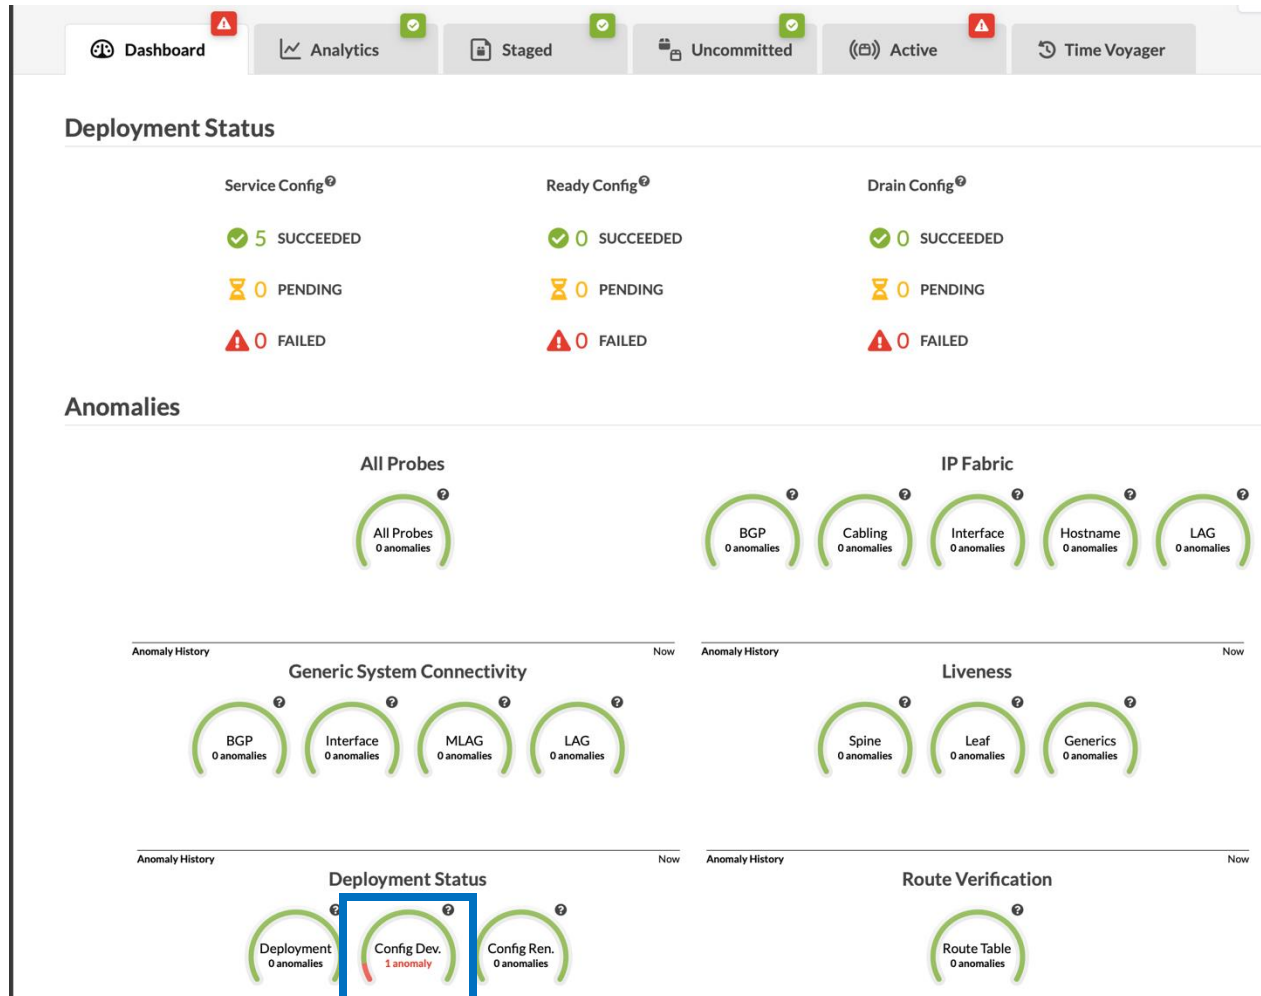 Dashboard
Analytics
Staged
Uncommitted
Active
Time Voyager
Deployment Status
Service Config
Ready Config
Drain Config
5 SUCCEEDED
0 SUCCEEDED
0 SUCCEEDED
0 PENDING
0 PENDING
0 PENDING
0 FAILED
0 FAILED
0 FAILED
Anomalies
All Probes
All Probes
0 anomalies
IP Fabric
BGP
0 anomalies
Cabling
0 anomalies
Interface
0 anomalies
Hostname
0 anomalies
LAG
0 anomalies
Anomaly History
Now
Anomaly History
Now
Generic System Connectivity
BGP
0 anomalies
Interface
0 anomalies
MLAG
0 anomalies
LAG
0 anomalies
Liveness
Spine
0 anomalies
Leaf
0 anomalies
Generics
0 anomalies
Anomaly History
Now
Anomaly History
Now
Deployment Status
Deployment
0 anomalies
Config Dev.
1 anomaly
Config Ren.
0 anomalies
Route Verification
Route Table
0 anomalies